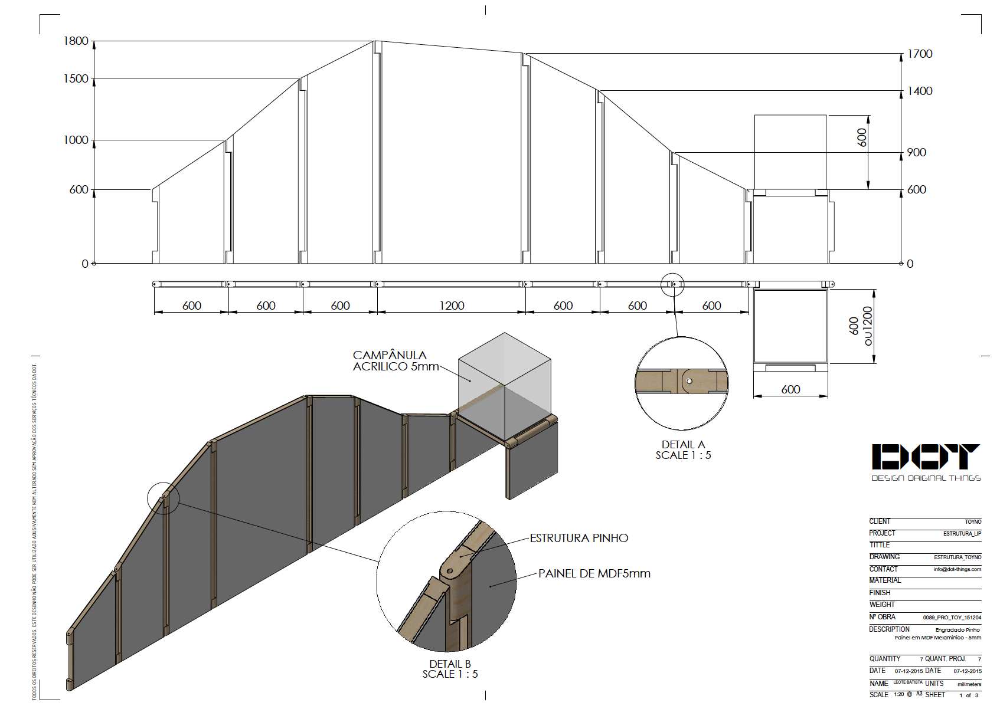 1800
1500
1000
600
0
1700
1400
900
600
0
600
600
600
600
1200
600
600
600
600
ou1200
600
CAMPÂNULA
ACRILICO 5mm
DETAIL A
SCALE 1 : 5
ESTRUTURA PINHO
PAINEL DE MDF5mm
DETAIL B
SCALE 1 : 5
TODOS OS DIREITOS RESERVADOS. ESTE DESENHO NÃO PODE SER UTILIZADO ABUSIVAMENTE NEM ALTERADO SEM APROVAÇÃO DOS SERVIÇOS TÉCNICOS DA DOT.
DOT
DESIGN ORIGINAL THINGS
CLIENT TOYNO
PROJECT ESTRUTURA_LIP
TITTLE
DRAWING ESTRUTURA_TOYNO
CONTACT info@dot-things.com
MATERIAL
FINISH
WEIGHT
Nº OBRA 0089_PRO_TOY_151204
DESCRIPTION Engradado Pinho
Painel em MDF Melaminico - 5mm
QUANTITY 7 QUANT. PROJ. 7
DATE 07-12-2015 DATE 07-12-2015
NAME LEOTE BATISTA UNITS milimeters
SCALE 1:20 @ A3 SHEET 1 of 3